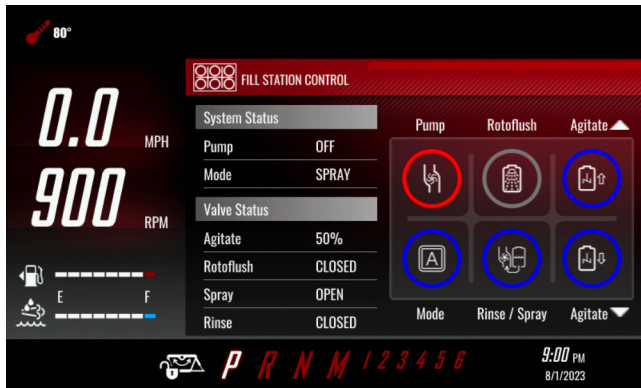 80°
FILL STATION CONTROL
0.0 MPH
900 RPM
E F
System Status
Pump OFF
Mode SPRAY
Valve Status
Agitate 50%
Rotoflush CLOSED
Spray OPEN
Rinse CLOSED
Pump Rotoflush Agitate
A
Mode Rinse / Spray Agitate
P R N M 1 2 3 4 5 6
9:00 PM
8/1/2023